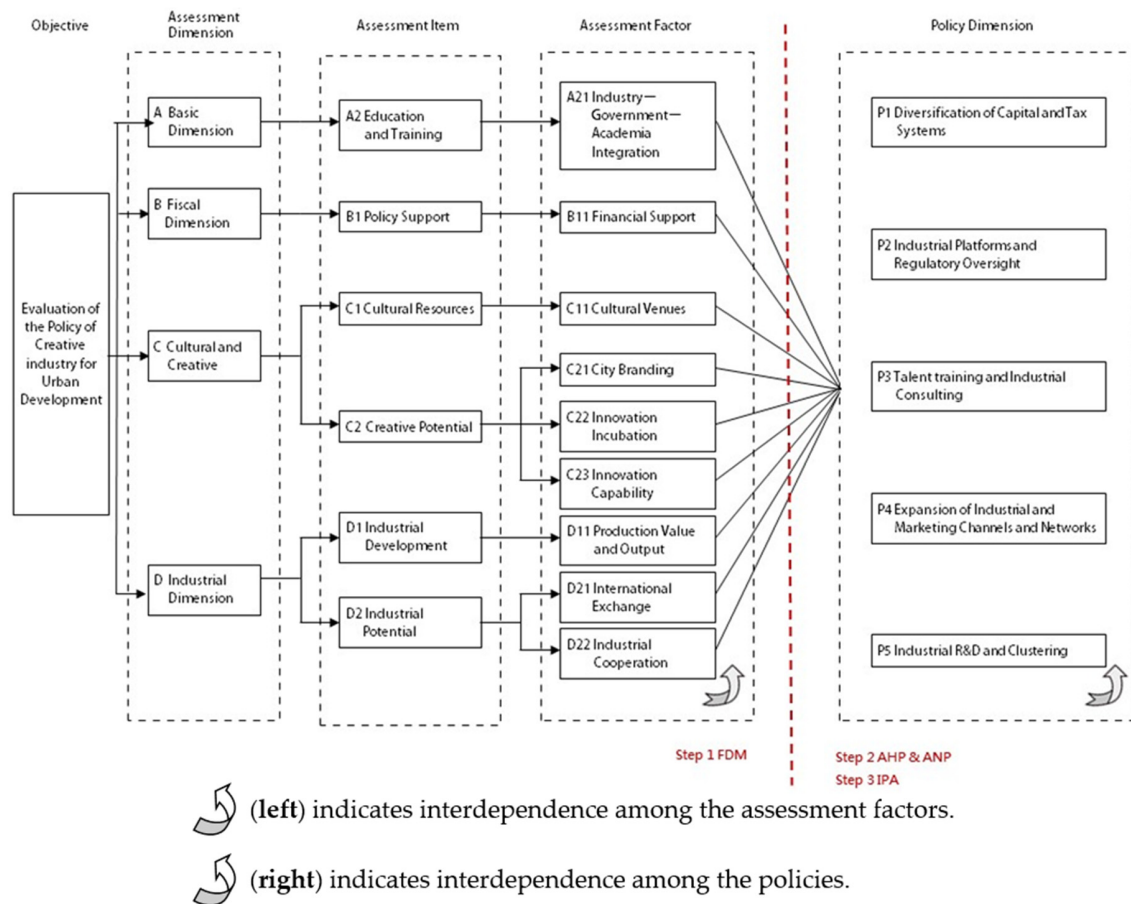 Objective
Assessment
Dimension
Assessment Item
Assessment Factor
Policy Dimension
Evaluation of
the Policy of
Creative
industry for
Urban
Development
A Basic
Dimension
B Fiscal
Dimension
C Cultural and
Creative
D Industrial
Dimension
A2 Education
and Training
B1 Policy Support
C1 Cultural Resources
C2 Creative Potential
D1 Industrial
Development
D2 Industrial
Potential
A21 Industry—
Government—
Academia
Integration
B11 Financial Support
C11 Cultural Venues
C21 City Branding
C22 Innovation
Incubation
C23 Innovation
Capability
D11 Production Value
and Output
D21 International
Exchange
D22 Industrial
Cooperation
P1 Diversification of Capital and Tax
Systems
P2 Industrial Platforms and
Regulatory Oversight
P3 Talent training and Industrial
Consulting
P4 Expansion of Industrial and
Marketing Channels and Networks
P5 Industrial R&D and Clustering
Step 1 FDM
Step 2 AHP & ANP
Step 3 IPA
(left) indicates interdependence among the assessment factors.
(right) indicates interdependence among the policies.